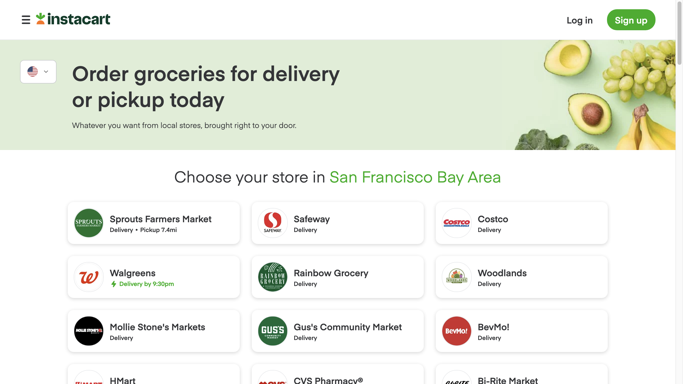 instacart
Log in
Sign up
Order groceries for delivery
or pickup today
Whatever you want from local stores, brought right to your door.
Choose your store in San Francisco Bay Area
SPROUTS
Sprouts Farmers Market
Delivery • Pickup 7.4mi
SAFEWAY
Safeway
Delivery
COSTCO
Costco
Delivery
Walgreens
Delivery by 9:30pm
RAINBOW
GROCERY
Rainbow Grocery
Delivery
Woodlands
Delivery
MOLLIE STONE'S
Mollie Stone's Markets
Delivery
GUS'S
Gus's Community Market
Delivery
BevMo!
BevMo!
Delivery
HMart
CVS Pharmacy®
Bi-Rite Market